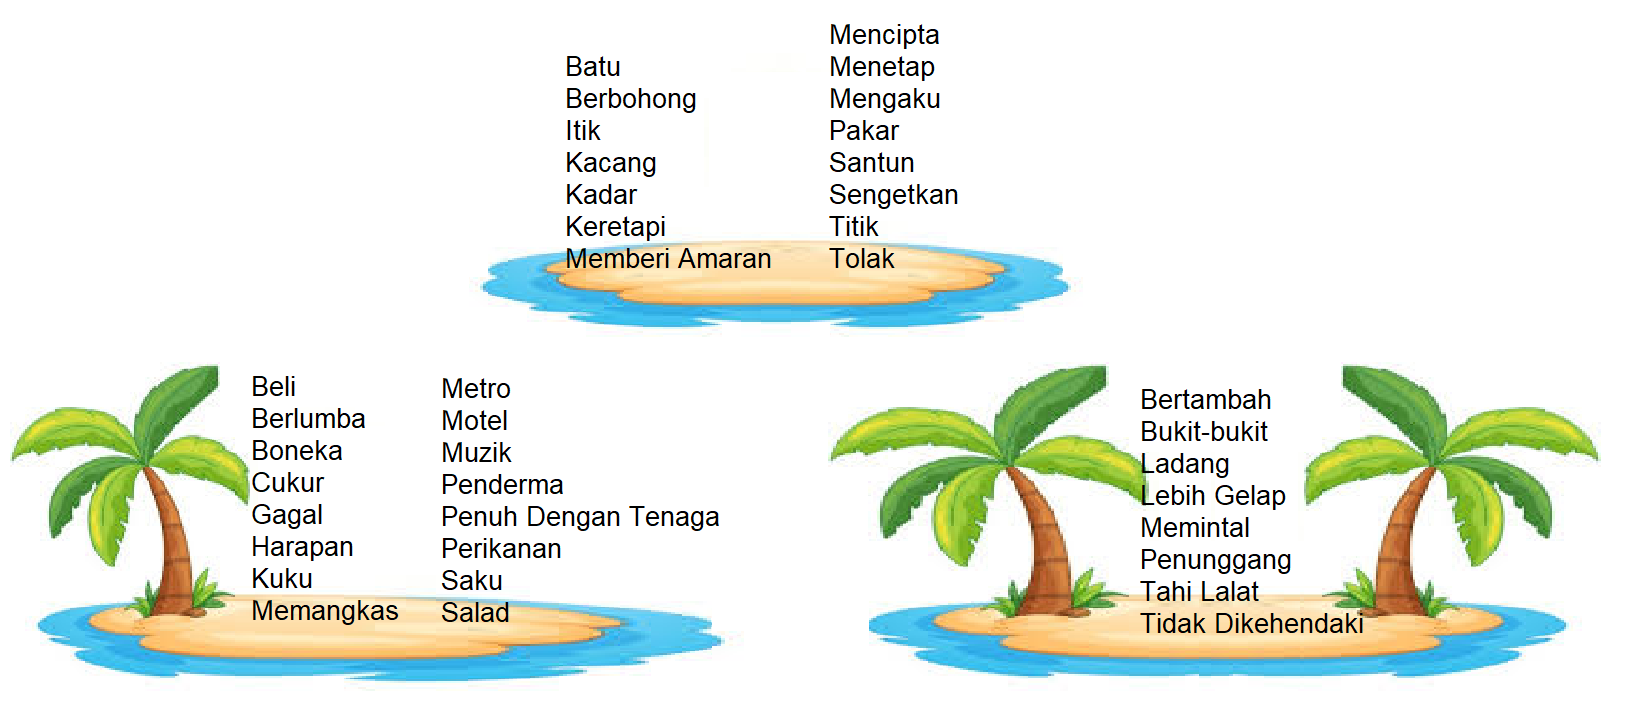 Batu
Berbohong
Itik
Kacang
Kadar
Keretapi
Memberi Amaran
Mencipta
Menetap
Mengaku
Pakar
Santun
Sengetkan
Titik
Tolak
Beli
Berlumba
Boneka
Cukur
Gagal
Harapan
Kuku
Memangkas
Metro
Motel
Muzik
Penderma
Penuh Dengan Tenaga
Perikanan
Saku
Salad
Bertambah
Bukit-bukit
Ladang
Lebih Gelap
Memintal
Penunggang
Tahi Lalat
Tidak Dikehendaki